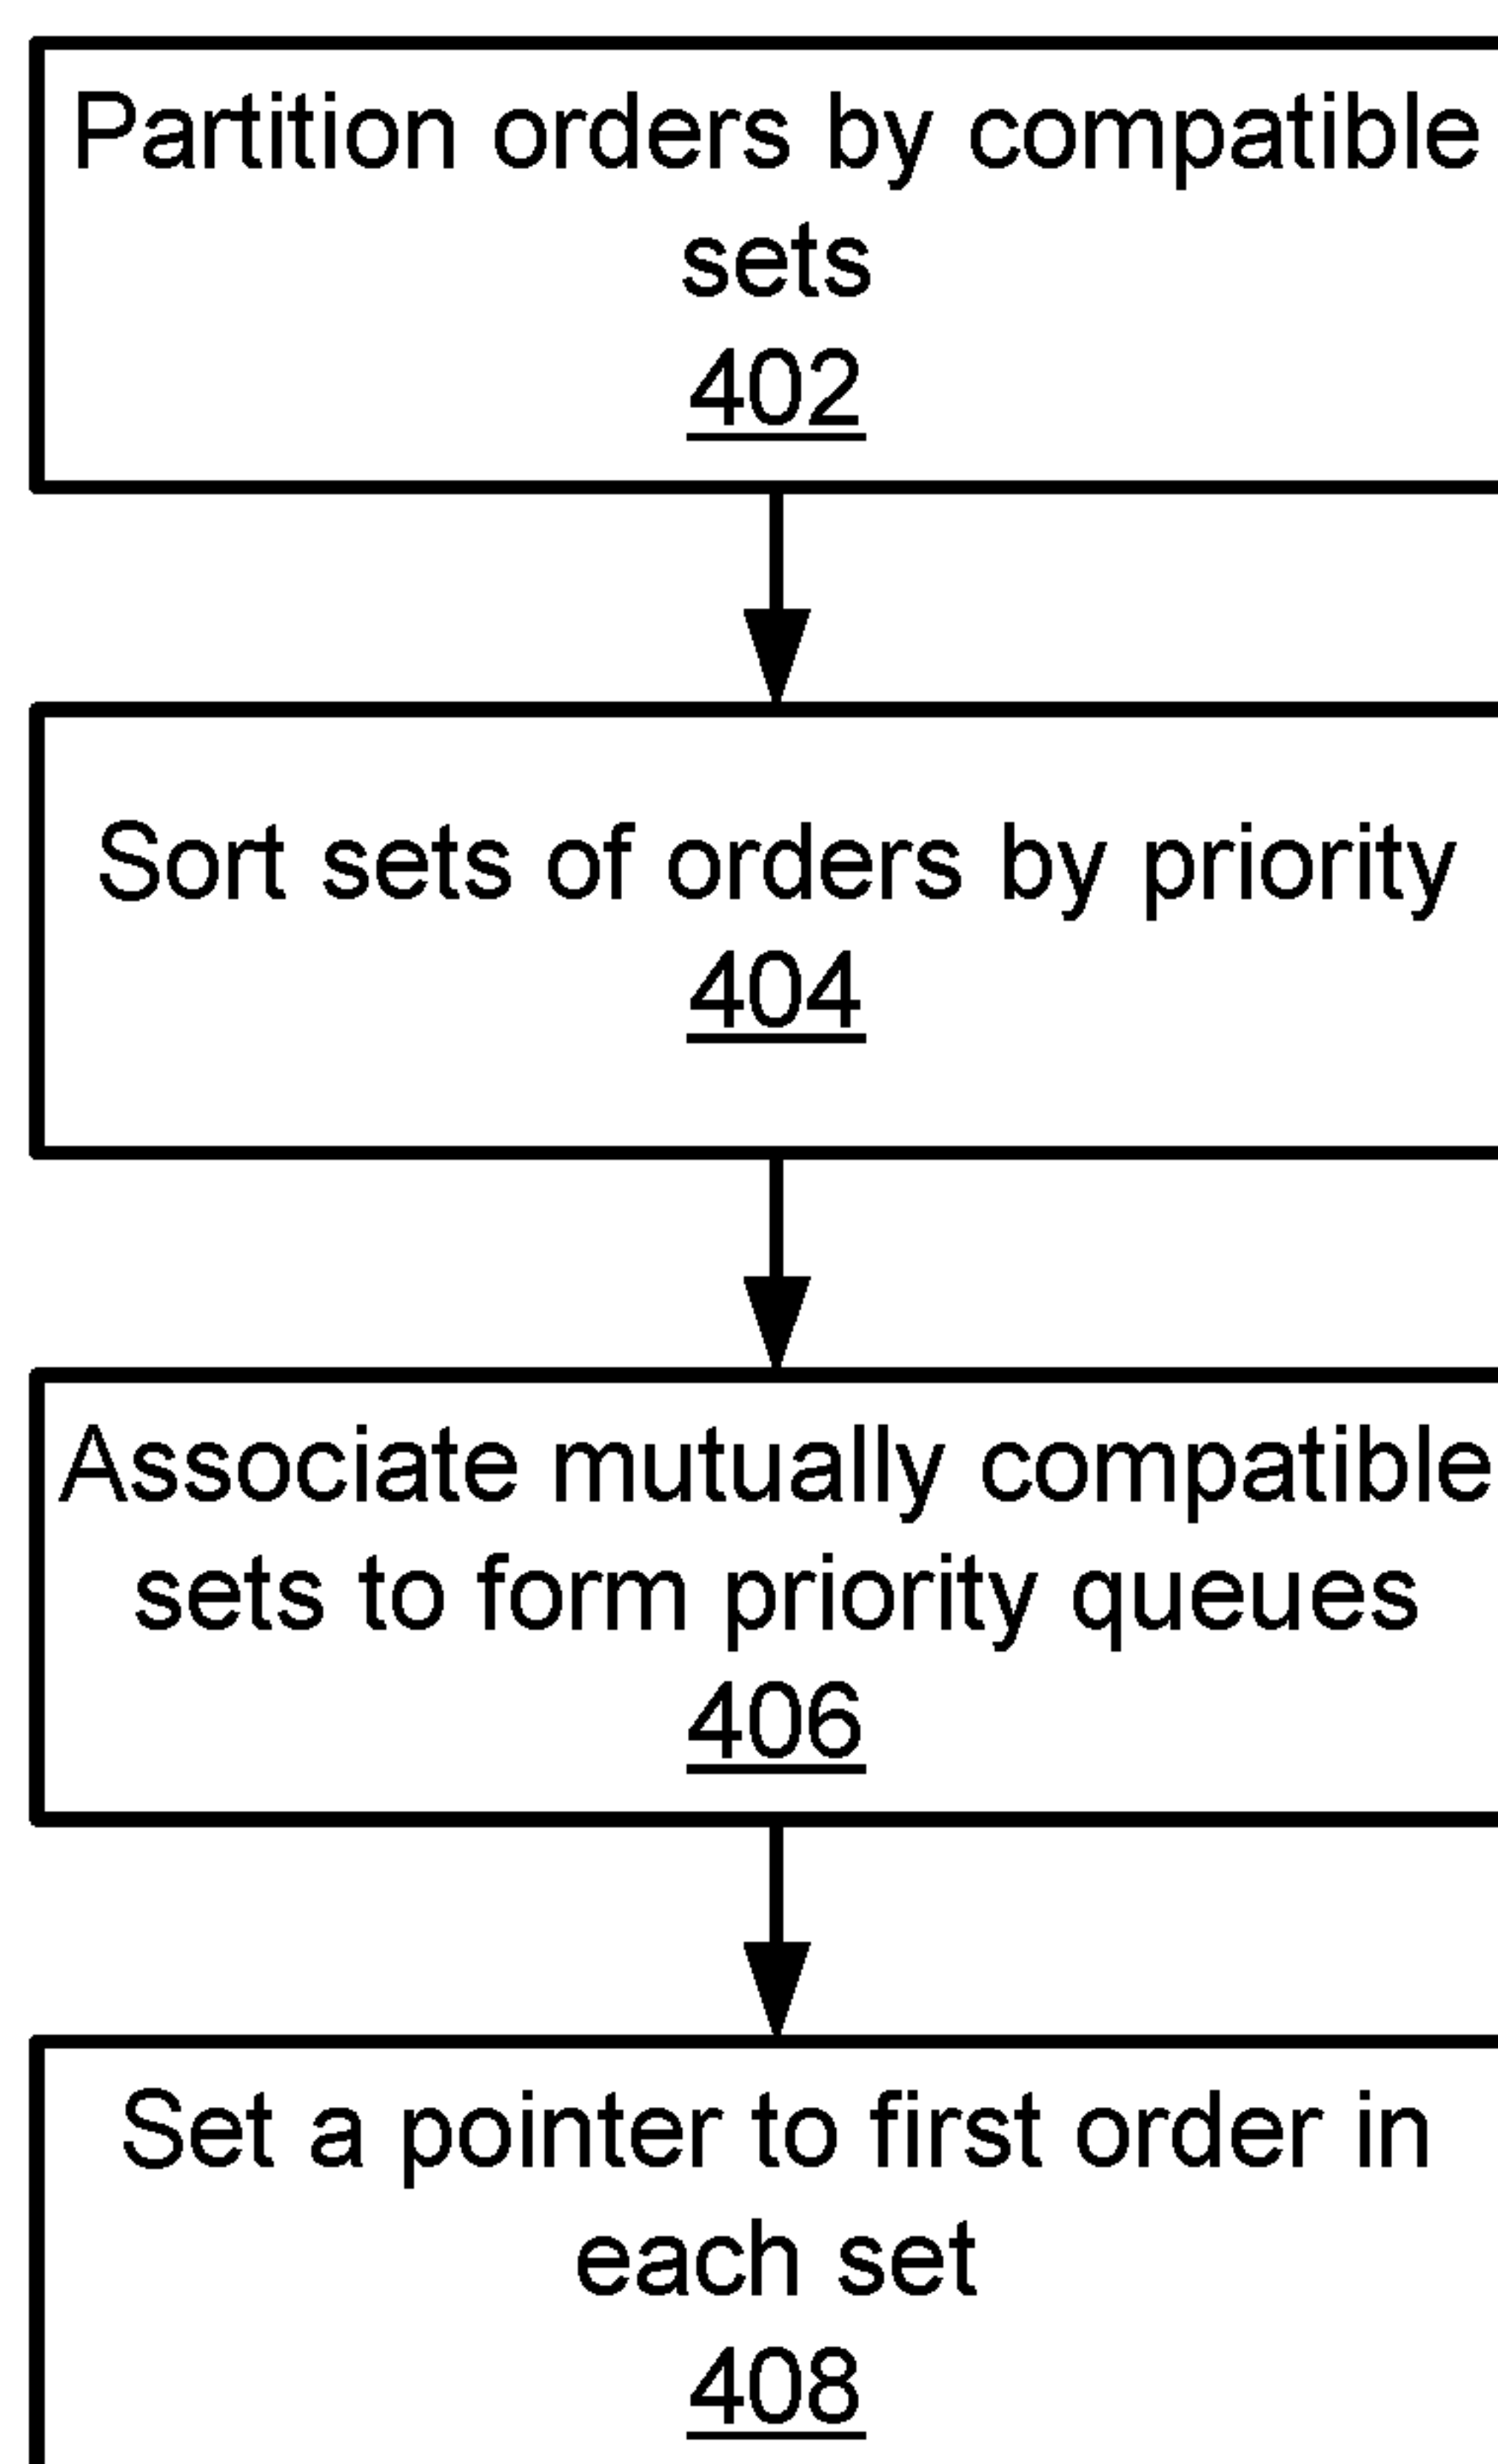 Partition orders by compatible
sets
402
Sort sets of orders by priority
404
Associate mutually compatible
sets to form priority queues
406
Set a pointer to first order in
each set
408